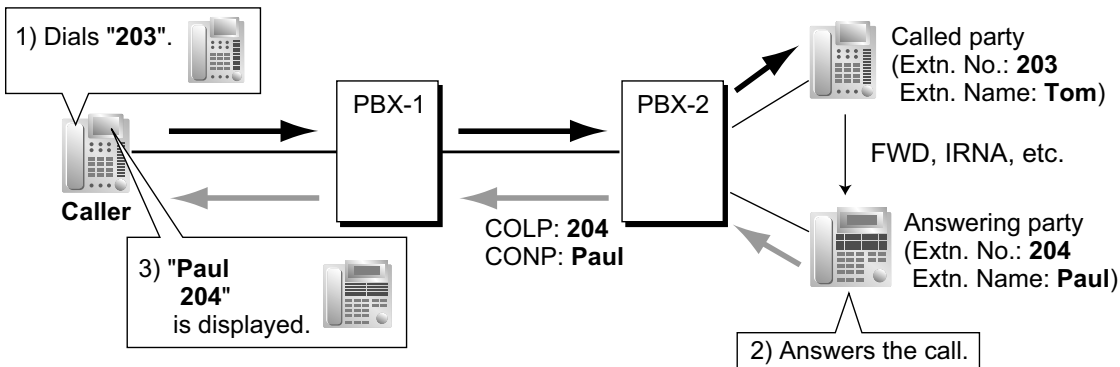 1) Dials "203".
Caller
PBX-1
PBX-2
Called party
(Extn. No.: 203
Extn. Name: Tom)
FWD, IRNA, etc.
COLP: 204
CONP: Paul
Answering party
(Extn. No.: 204
Extn. Name: Paul)
2) Answers the call.
3) "Paul
204"
is displayed.